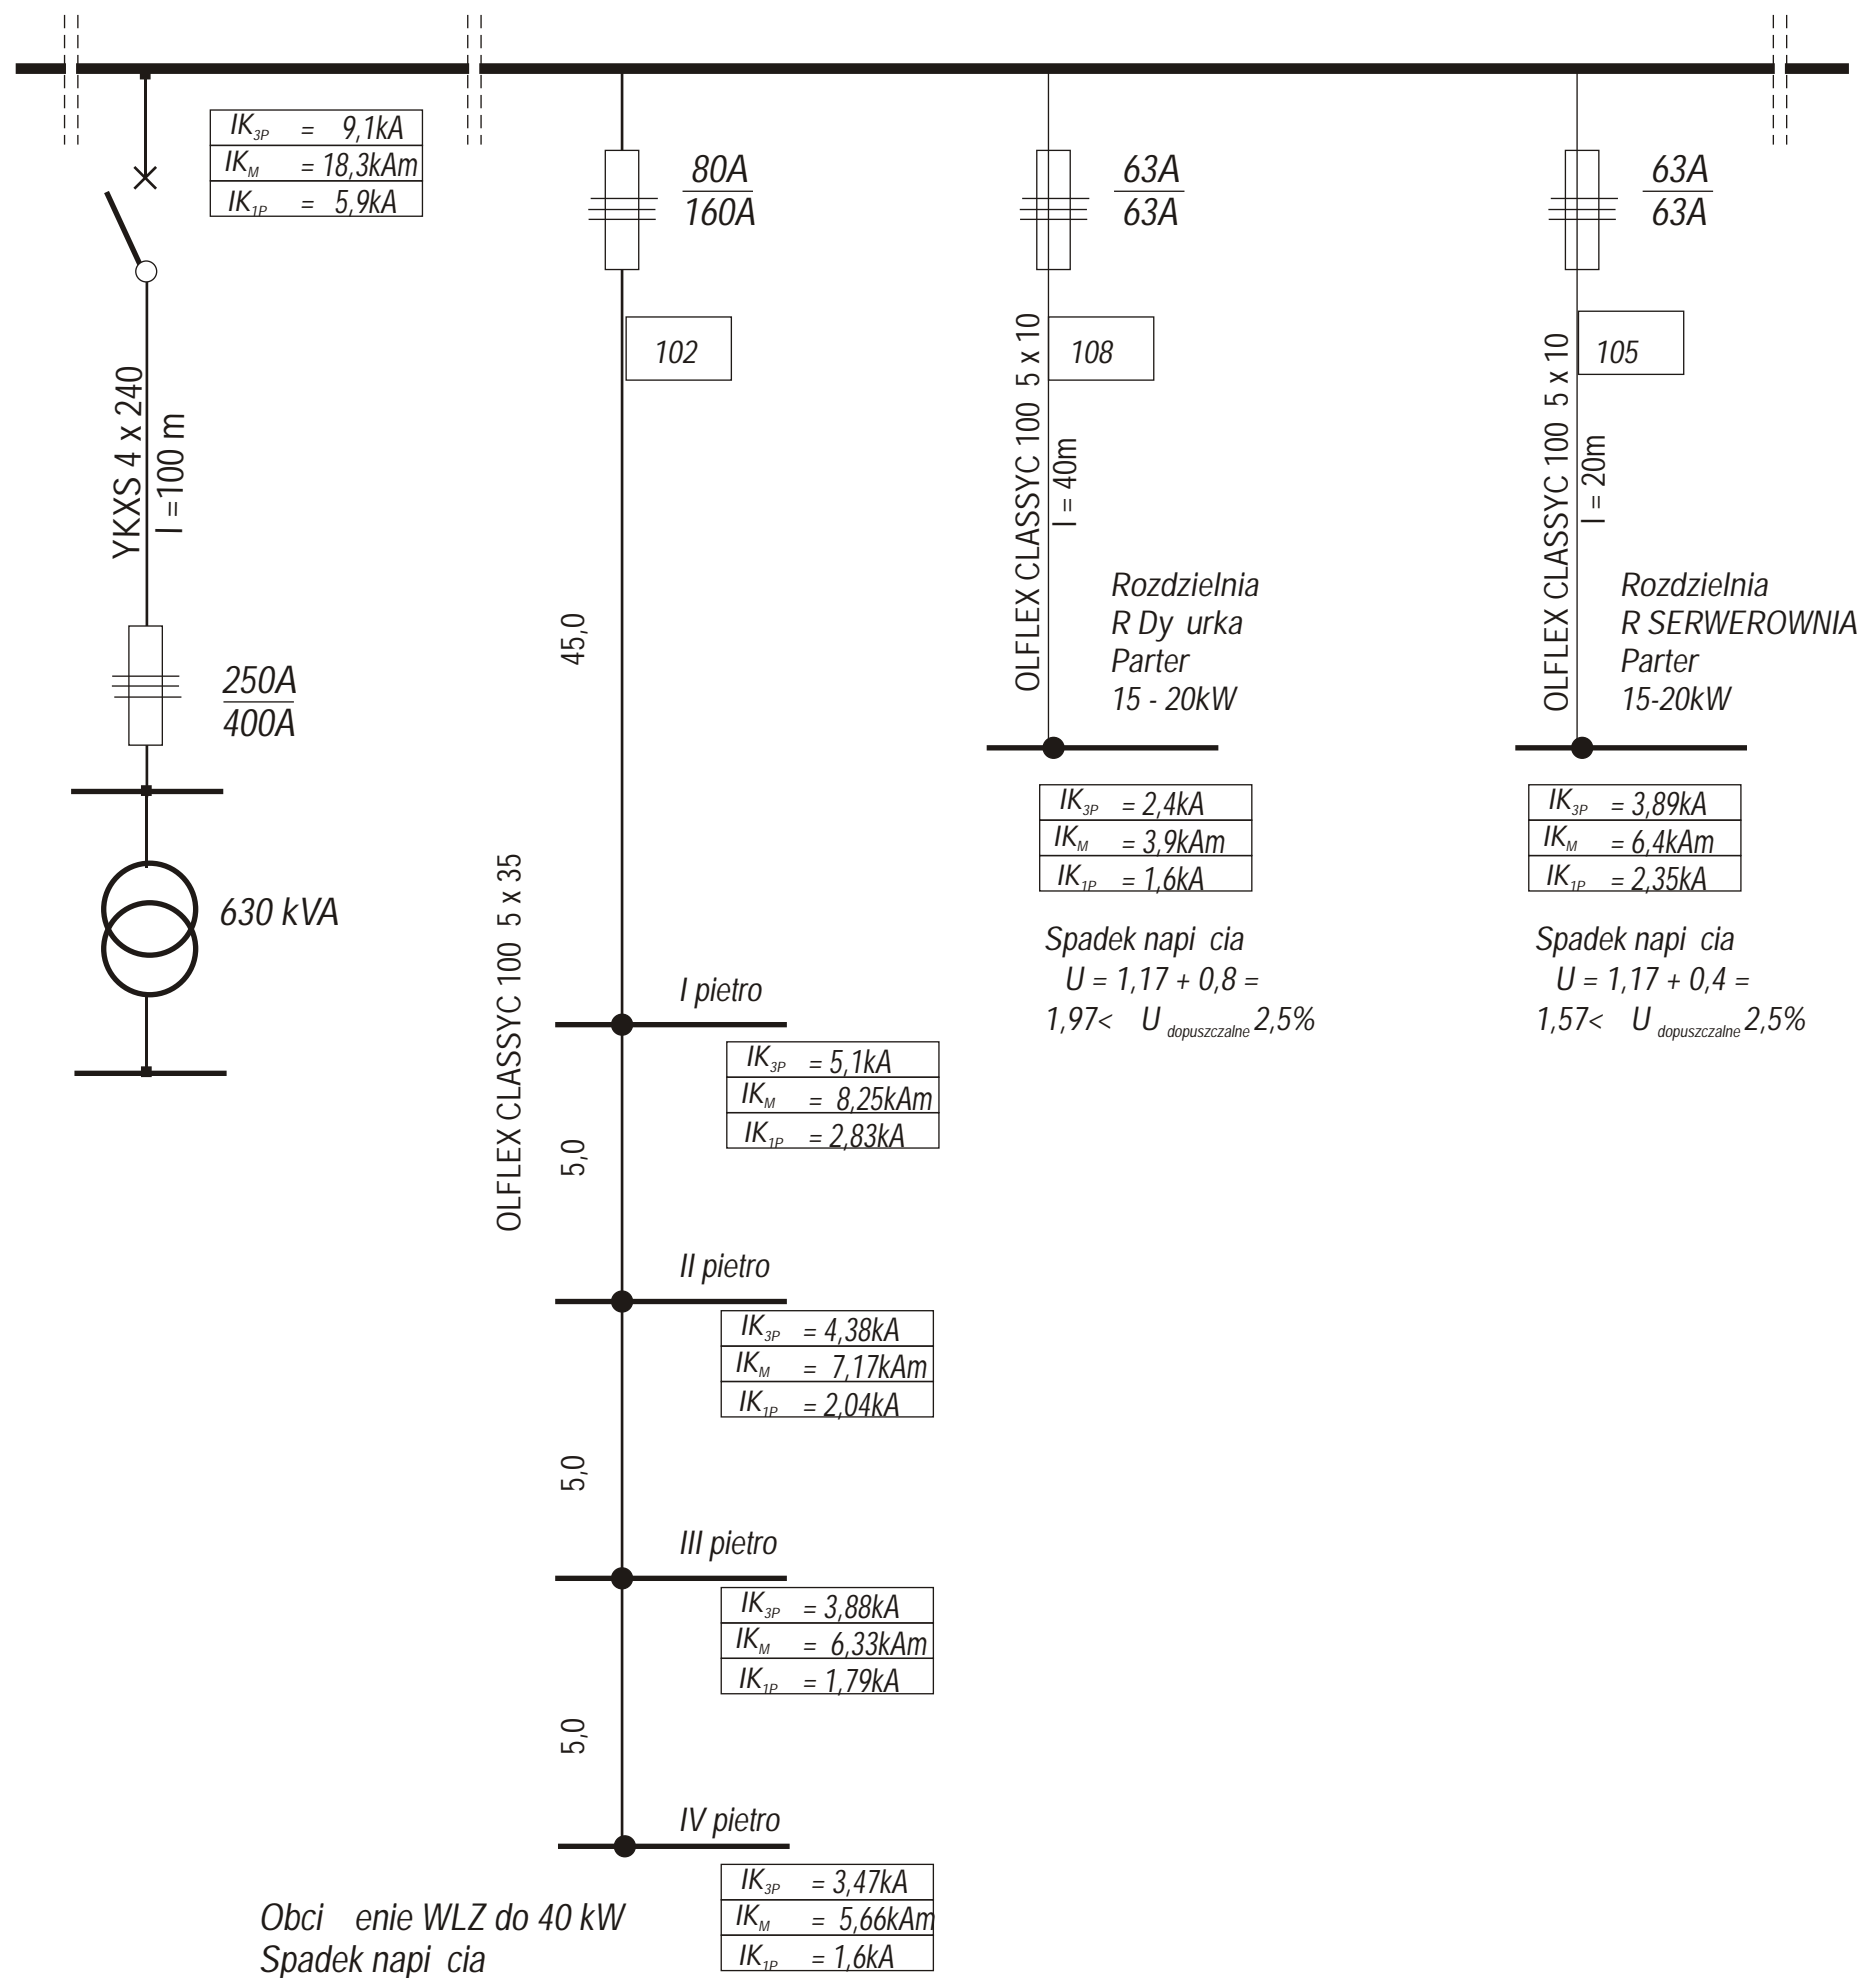 IK3P = 9,1kA
IKM = 18,3kAm
IK1P = 5,9kA
YKXS 4 x 240
l =100 m
250A
400A
630 kVA
80A
160A
102
45,0
OLFLEX CLASSYC 100 5 x 35
I pietro
IK3P = 5,1kA
IKM = 8,25kAm
IK1P = 2,83kA
5,0
II pietro
IK3P = 4,38kA
IKM = 7,17kAm
IK1P = 2,04kA
5,0
III pietro
IK3P = 3,88kA
IKM = 6,33kAm
IK1P = 1,79kA
5,0
IV pietro
IK3P = 3,47kA
IKM = 5,66kAm
IK1P = 1,6kA
Obci enie WLZ do 40 kW
Spadek napi cia
63A
63A
108
OLFLEX CLASSYC 100 5 x 10
l = 40m
Rozdzielnia
R Dy urka
Parter
15 - 20kW
IK3P = 2,4kA
IKM = 3,9kAm
IK1P = 1,6kA
Spadek napi cia
U = 1,17 + 0,8 =
1,97< U dopuszczalne 2,5%
63A
63A
105
OLFLEX CLASSYC 100 5 x 10
l = 20m
Rozdzielnia
R SERWEROWNIA
Parter
15-20kW
IK3P = 3,89kA
IKM = 6,4kAm
IK1P = 2,35kA
Spadek napi cia
U = 1,17 + 0,4 =
1,57< U dopuszczalne 2,5%